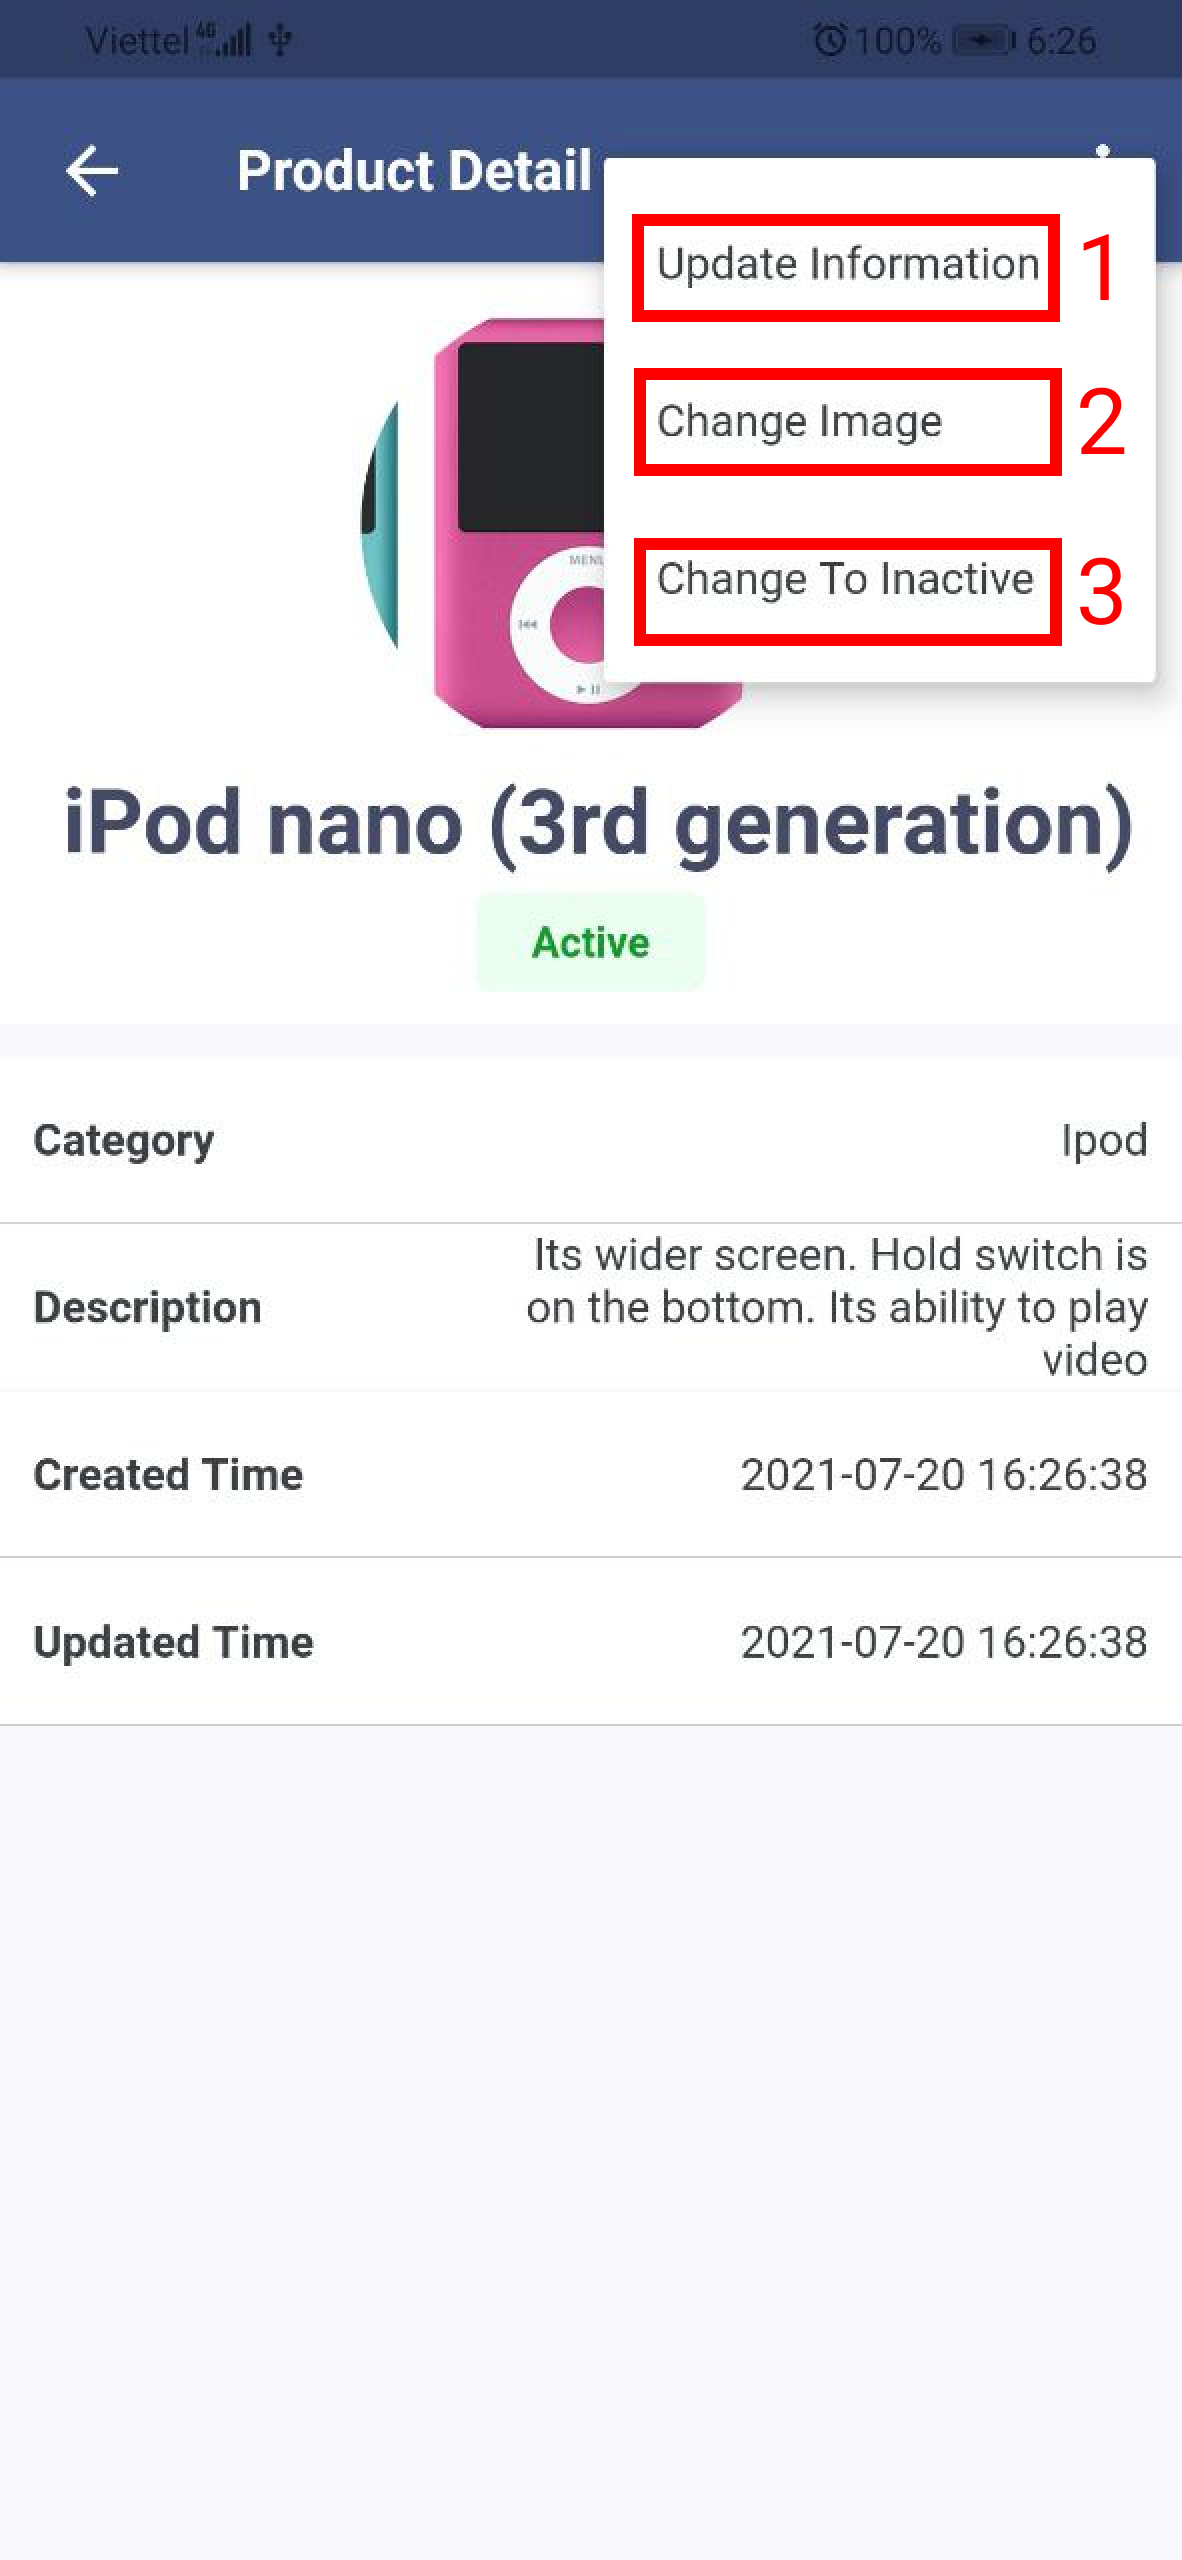 Viettel 4G 100% 6:26
Product Detail
Update Information 1
Change Image 2
Change To Inactive 3
MENU
iPod nano (3rd generation)
Active
Category Ipod
Description Its wider screen. Hold switch is
on the bottom. Its ability to play
video
Created Time 2021-07-20 16:26:38
Updated Time 2021-07-20 16:26:38